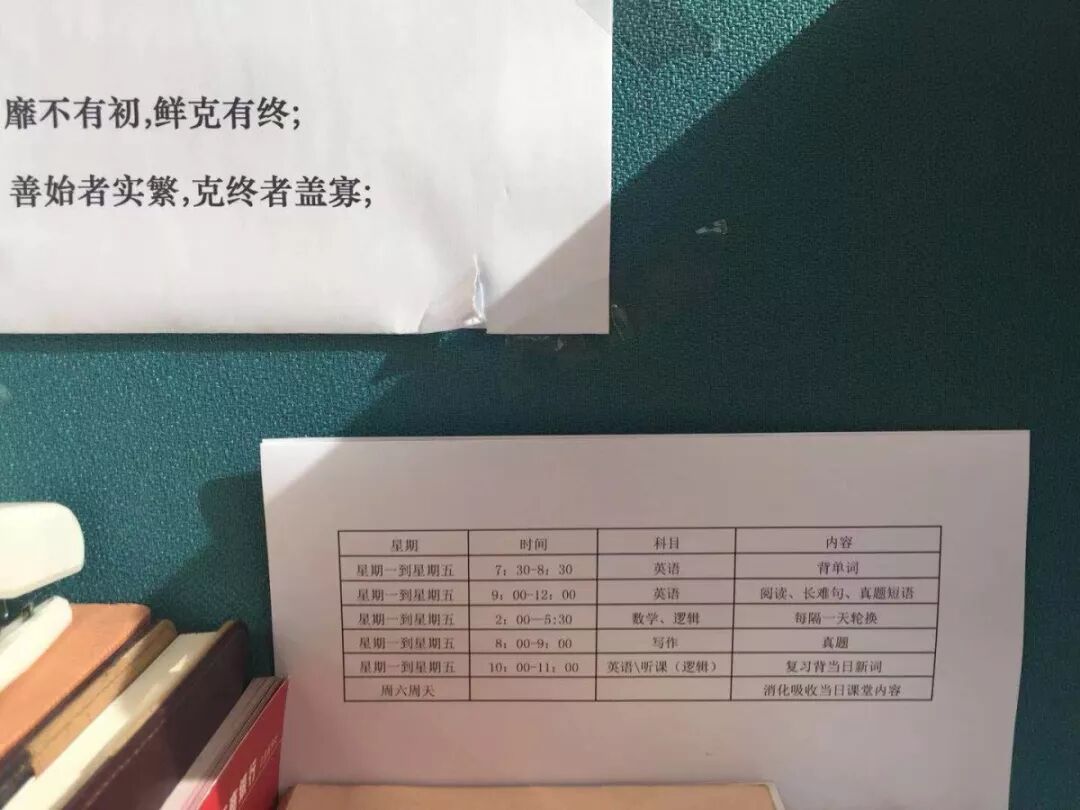 靡不有初,鲜克有终;
善始者实繁,克终者盖寡;
星期 时间 科目 内容
星期一到星期五 7：30-8：30 英语 背单词
星期一到星期五 9：00-12：00 英语 阅读、长难句、真题短语
星期一到星期五 2：00—5:30 数学、逻辑 每隔一天轮换
星期一到星期五 8：00-9：00 写作 真题
星期一到星期五 10：00-11：00 英语\听课（逻辑） 复习背当日新词
周六周天 消化吸收当日课堂内容